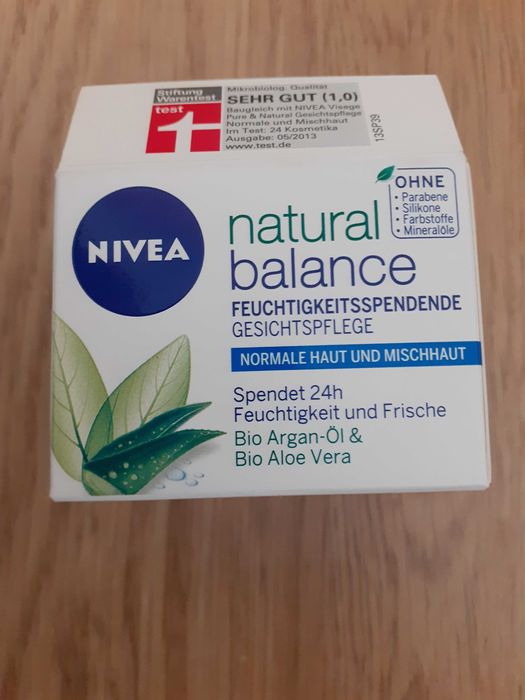 Stiftung
Warentest
test
Mikrobiolog. Qualität
SEHR GUT (1,0)
Baugleich mit NIVEA Visage
Pure & Natural Gesichtspflege
Normale und Mischhaut
Im Test: 24 Kosmetika
Ausgabe: 05/2013
www.test.de
13SP39
NIVEA
natural
balance
OHNE
• Parabene
• Silikone
• Farbstoffe
• Mineralöle
FEUCHTIGKEITSSPENDENDE
GESICHTSPFLEGE
NORMALE HAUT UND MISCHHAUT
Spendet 24h
Feuchtigkeit und Frische
Bio Argan-Öl &
Bio Aloe Vera